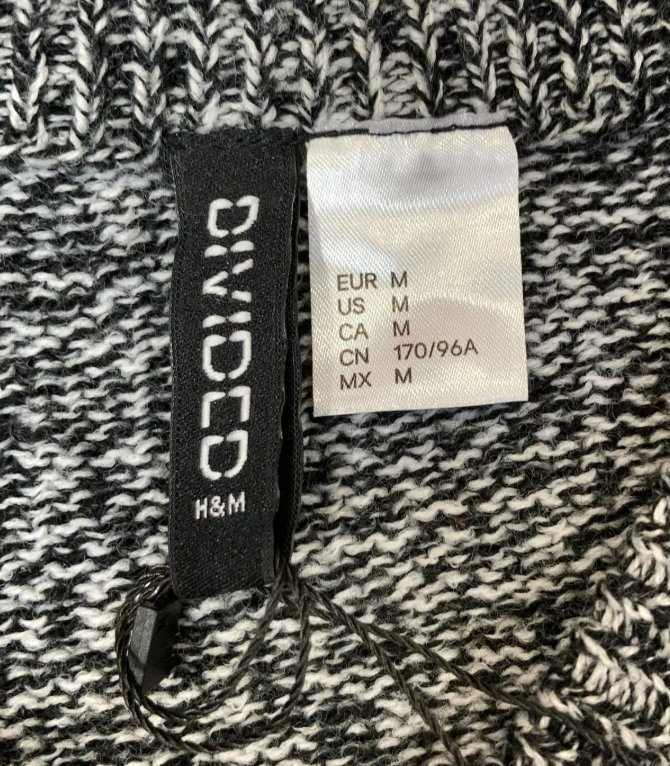 DIVIDED
H&M
EUR M
US M
CA M
CN 170/96A
MX M